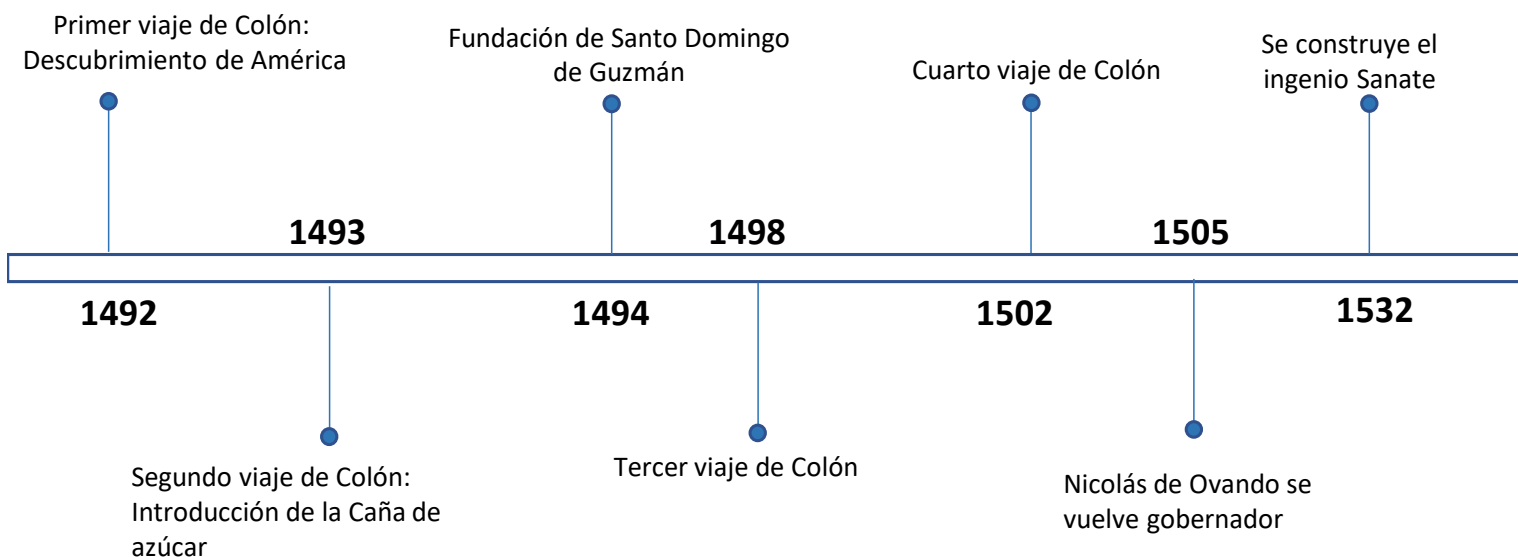 Primer viaje de Colón:
Descubrimiento de América
Fundación de Santo Domingo
de Guzmán
Cuarto viaje de Colón
Se construye el
ingenio Sanate
1493
1498
1505
1492
1494
1502
1532
Segundo viaje de Colón:
Introducción de la Caña de
azúcar
Tercer viaje de Colón
Nicolás de Ovando se
vuelve gobernador